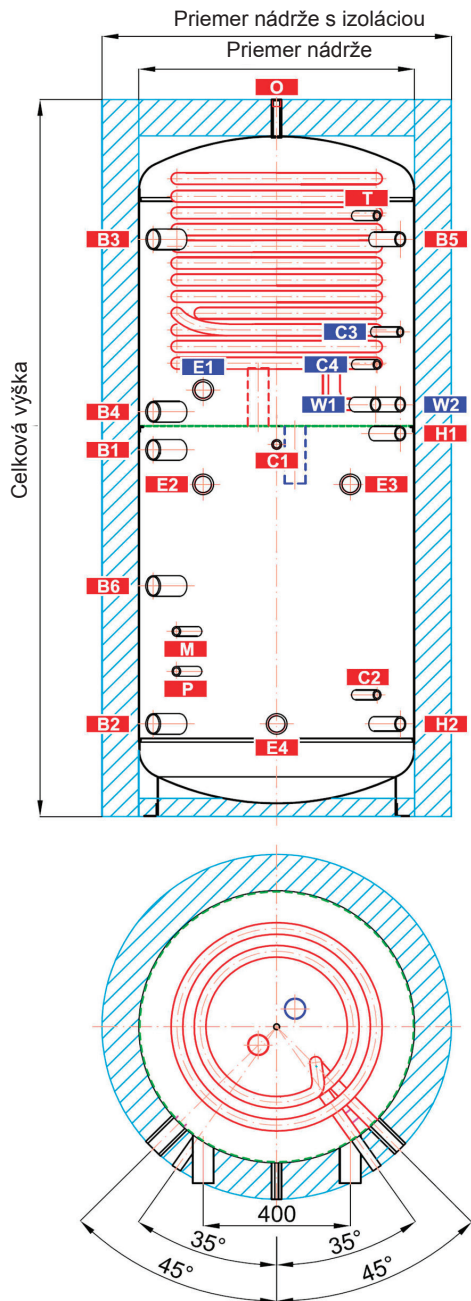 Priemer nádrže s izoláciou
Priemer nádrže
O
T
B3
B5
C3
E1
C4
B4
W1
W2
H1
B1
C1
E2
E3
Celková výška
B6
M
P
C2
B2
E4
H2
400
35°
35°
45°
45°